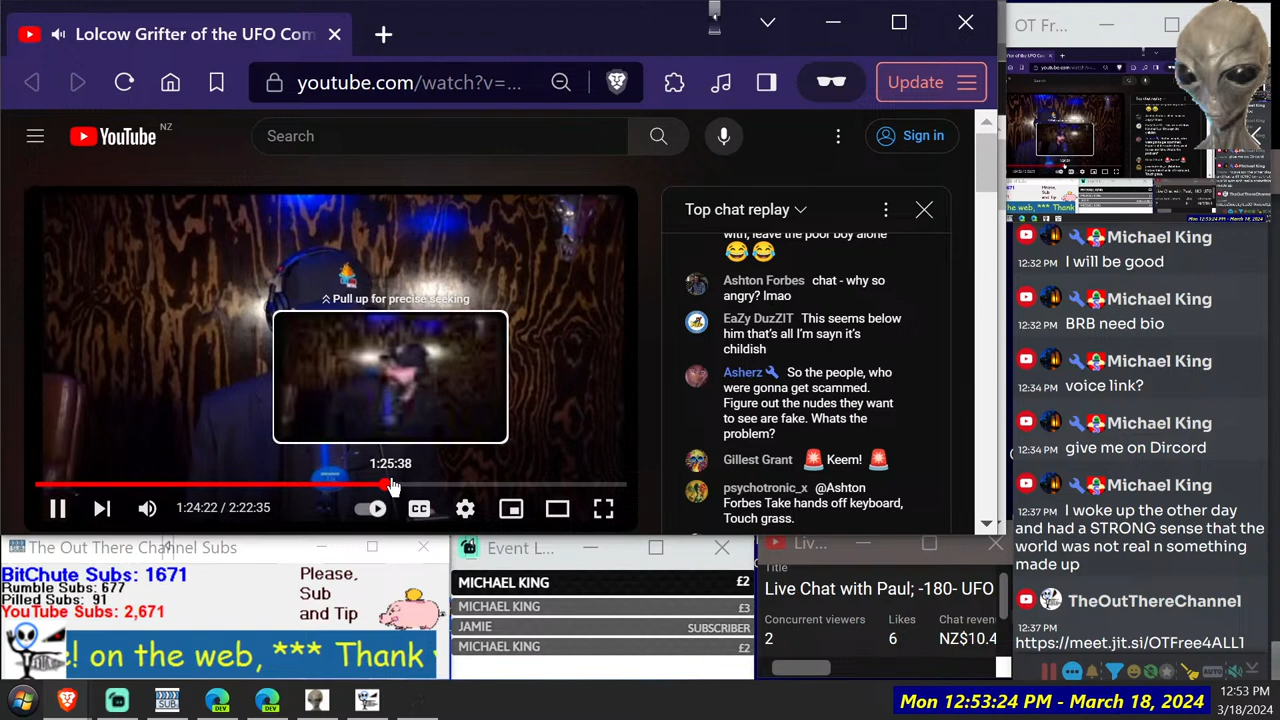 Lolcow Grifter of the UFO Com
OT Fr...
youtube.com/watch?v=...
Update
YouTube NZ
Search
Sign in
Top chat replay
with, leave the poor boy alone
😂😂
Ashton Forbes chat - why so
angry? lmao
EaZy DuzZIT This seems below
him that's all I'm sayn it's
childish
Asherz So the people, who
were gonna get scammed.
Figure out the nudes they want
to see are fake. Whats the
problem?
Gillest Grant 🚨 Keem! 🚨
psychotronic_x @Ashton
Forbes Take hands off keyboard,
Touch grass.
Pull up for precise seeking
1:25:38
1:24:22 / 2:22:35
CC
Michael King
12:32 PM I will be good
Michael King
12:32 PM BRB need bio
Michael King
12:34 PM voice link?
Michael King
12:34 PM give me on Dircord
Michael King
12:37 PM I woke up the other day
and had a STRONG sense that the
world was not real n something
made up
TheOutThereChannel
12:37 PM
https://meet.jit.si/OTFree4ALL1
AUTO
The Out There Channel Subs
BitChute Subs: 1671
Rumble Subs: 677
Pilled Subs: 91
YouTube Subs: 2,671
Please,
Sub
and Tip
! on the web, *** Thank
Event L...
MICHAEL KING £2
MICHAEL KING £3
JAMIE SUBSCRIBER
MICHAEL KING £2
Liv...
Title
Live Chat with Paul; -180- UFO
Concurrent viewers Likes Chat reven
2 6 NZ$10.4
SUB
DEV
DEV
Mon 12:53:24 PM - March 18, 2024
12:53 PM
3/18/2024